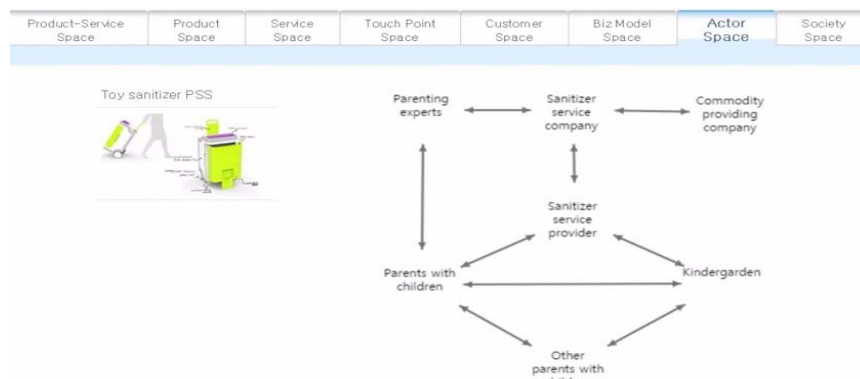 Product-Service
Space
Product
Space
Service
Space
Touch Point
Space
Customer
Space
Biz Model
Space
Actor
Space
Society
Space
Toy sanitizer PSS
Parenting
experts
Sanitizer
service
company
Commodity
providing
company
Sanitizer
service
provider
Parents with
children
Kindergarden
Other
parents with